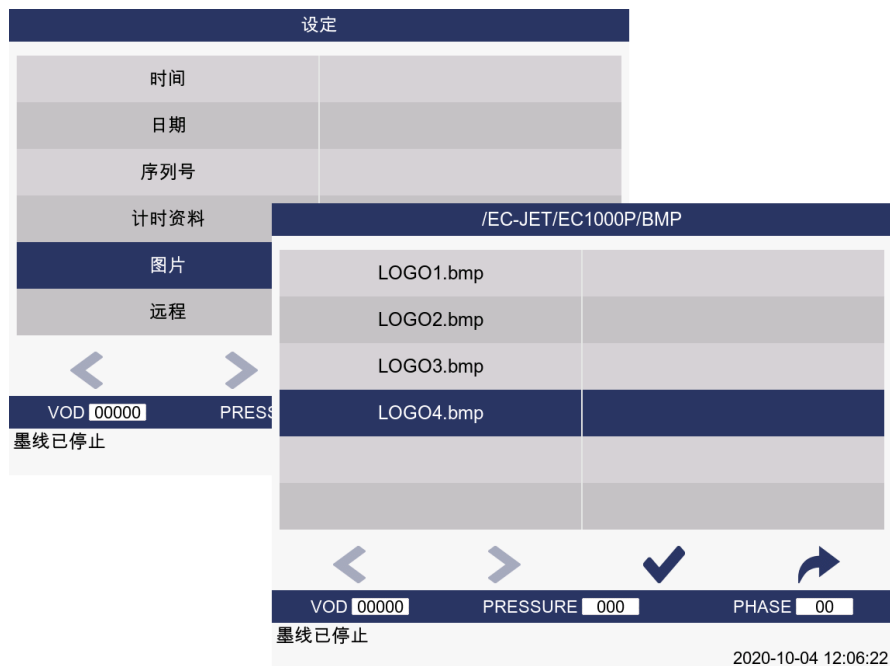 设定
时间
日期
序列号
计时资料
图片
远程
VOD 00000 PRESS
墨线已停止
/EC-JET/EC1000P/BMP
LOGO1.bmp
LOGO2.bmp
LOGO3.bmp
LOGO4.bmp
VOD 00000 PRESSURE 000 PHASE 00
墨线已停止
2020-10-04 12:06:22